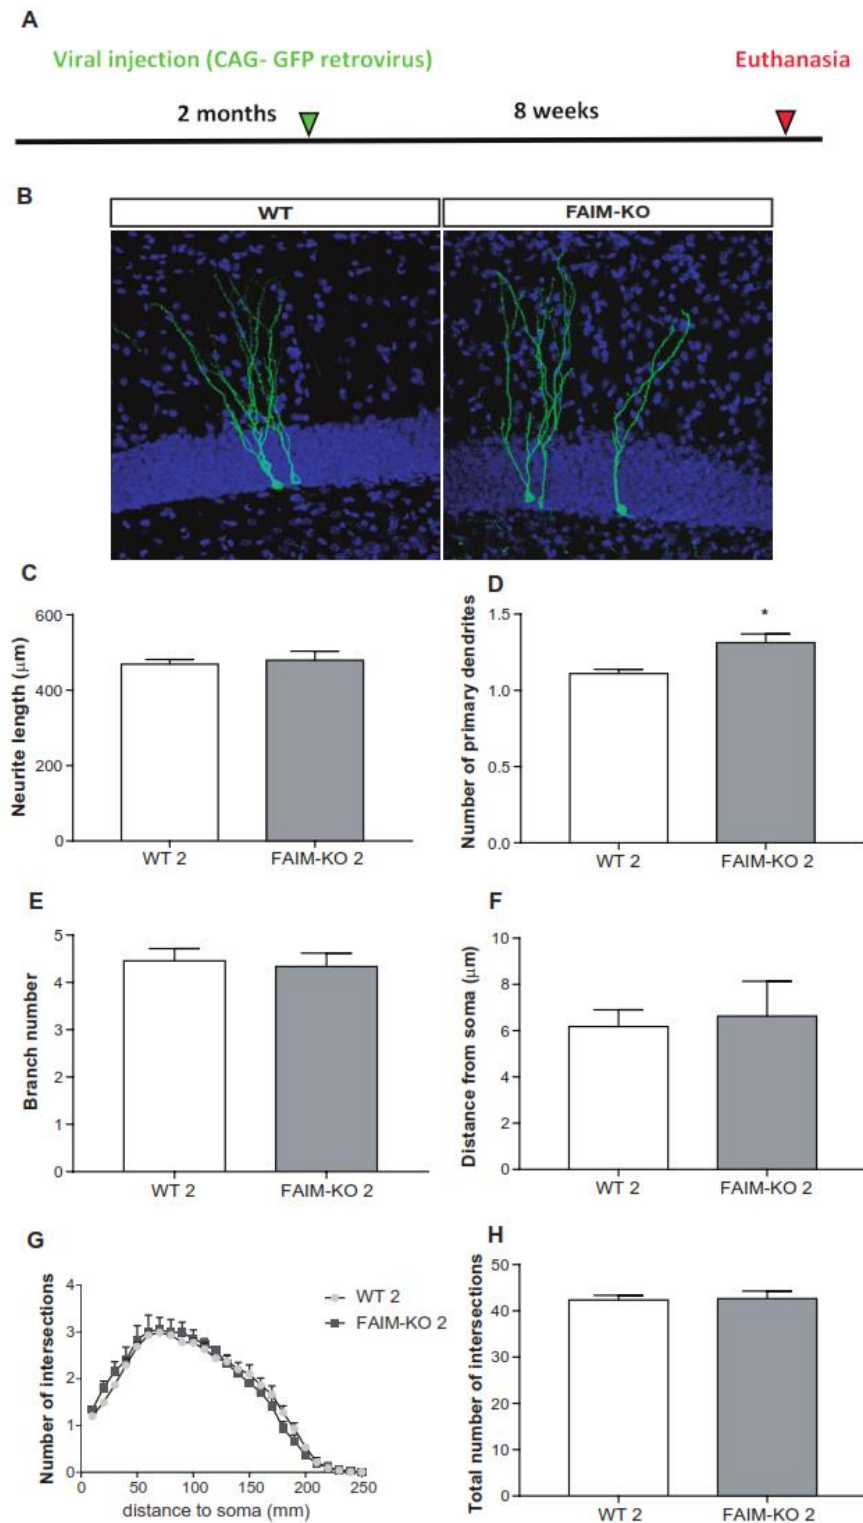 A
Viral injection (CAG- GFP retrovirus)
Euthanasia
2 months
8 weeks
B
WT
FAIM-KO
C
Neurite length (μm)
600
400
200
0
WT 2
FAIM-KO 2
D
Number of primary dendrites
1.5
1.0
0.5
0.0
*
WT 2
FAIM-KO 2
E
Branch number
5
4
3
2
1
0
WT 2
FAIM-KO 2
F
Distance from soma (μm)
10
8
6
4
2
0
WT 2
FAIM-KO 2
G
Number of intersections
4
3
2
1
0
0
50
100
150
200
250
distance to soma (mm)
WT 2
FAIM-KO 2
H
Total number of intersections
50
40
30
20
10
0
WT 2
FAIM-KO 2